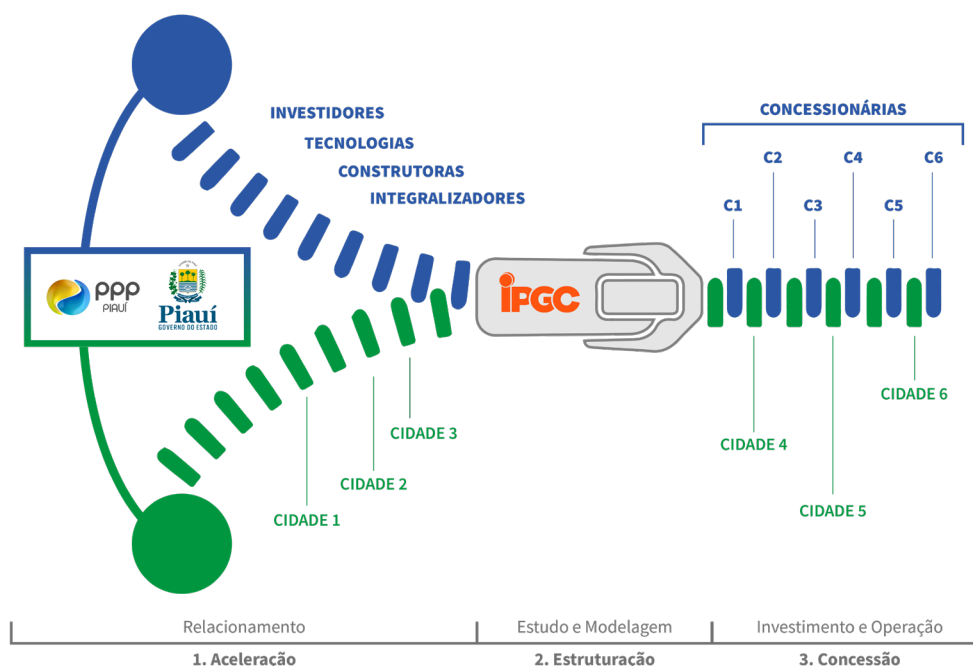 INVESTIDORES
TECNOLOGIAS
CONSTRUTORAS
INTEGRALIZADORES
CONCESSIONÁRIAS
C2
C4
C6
C1
C3
C5
ppp
PIAUÍ
Piauí
GOVERNO DO ESTADO
iPGC
CIDADE 3
CIDADE 2
CIDADE 1
CIDADE 6
CIDADE 4
CIDADE 5
Relacionamento
Estudo e Modelagem
Investimento e Operação
1. Aceleração
2. Estruturação
3. Concessão